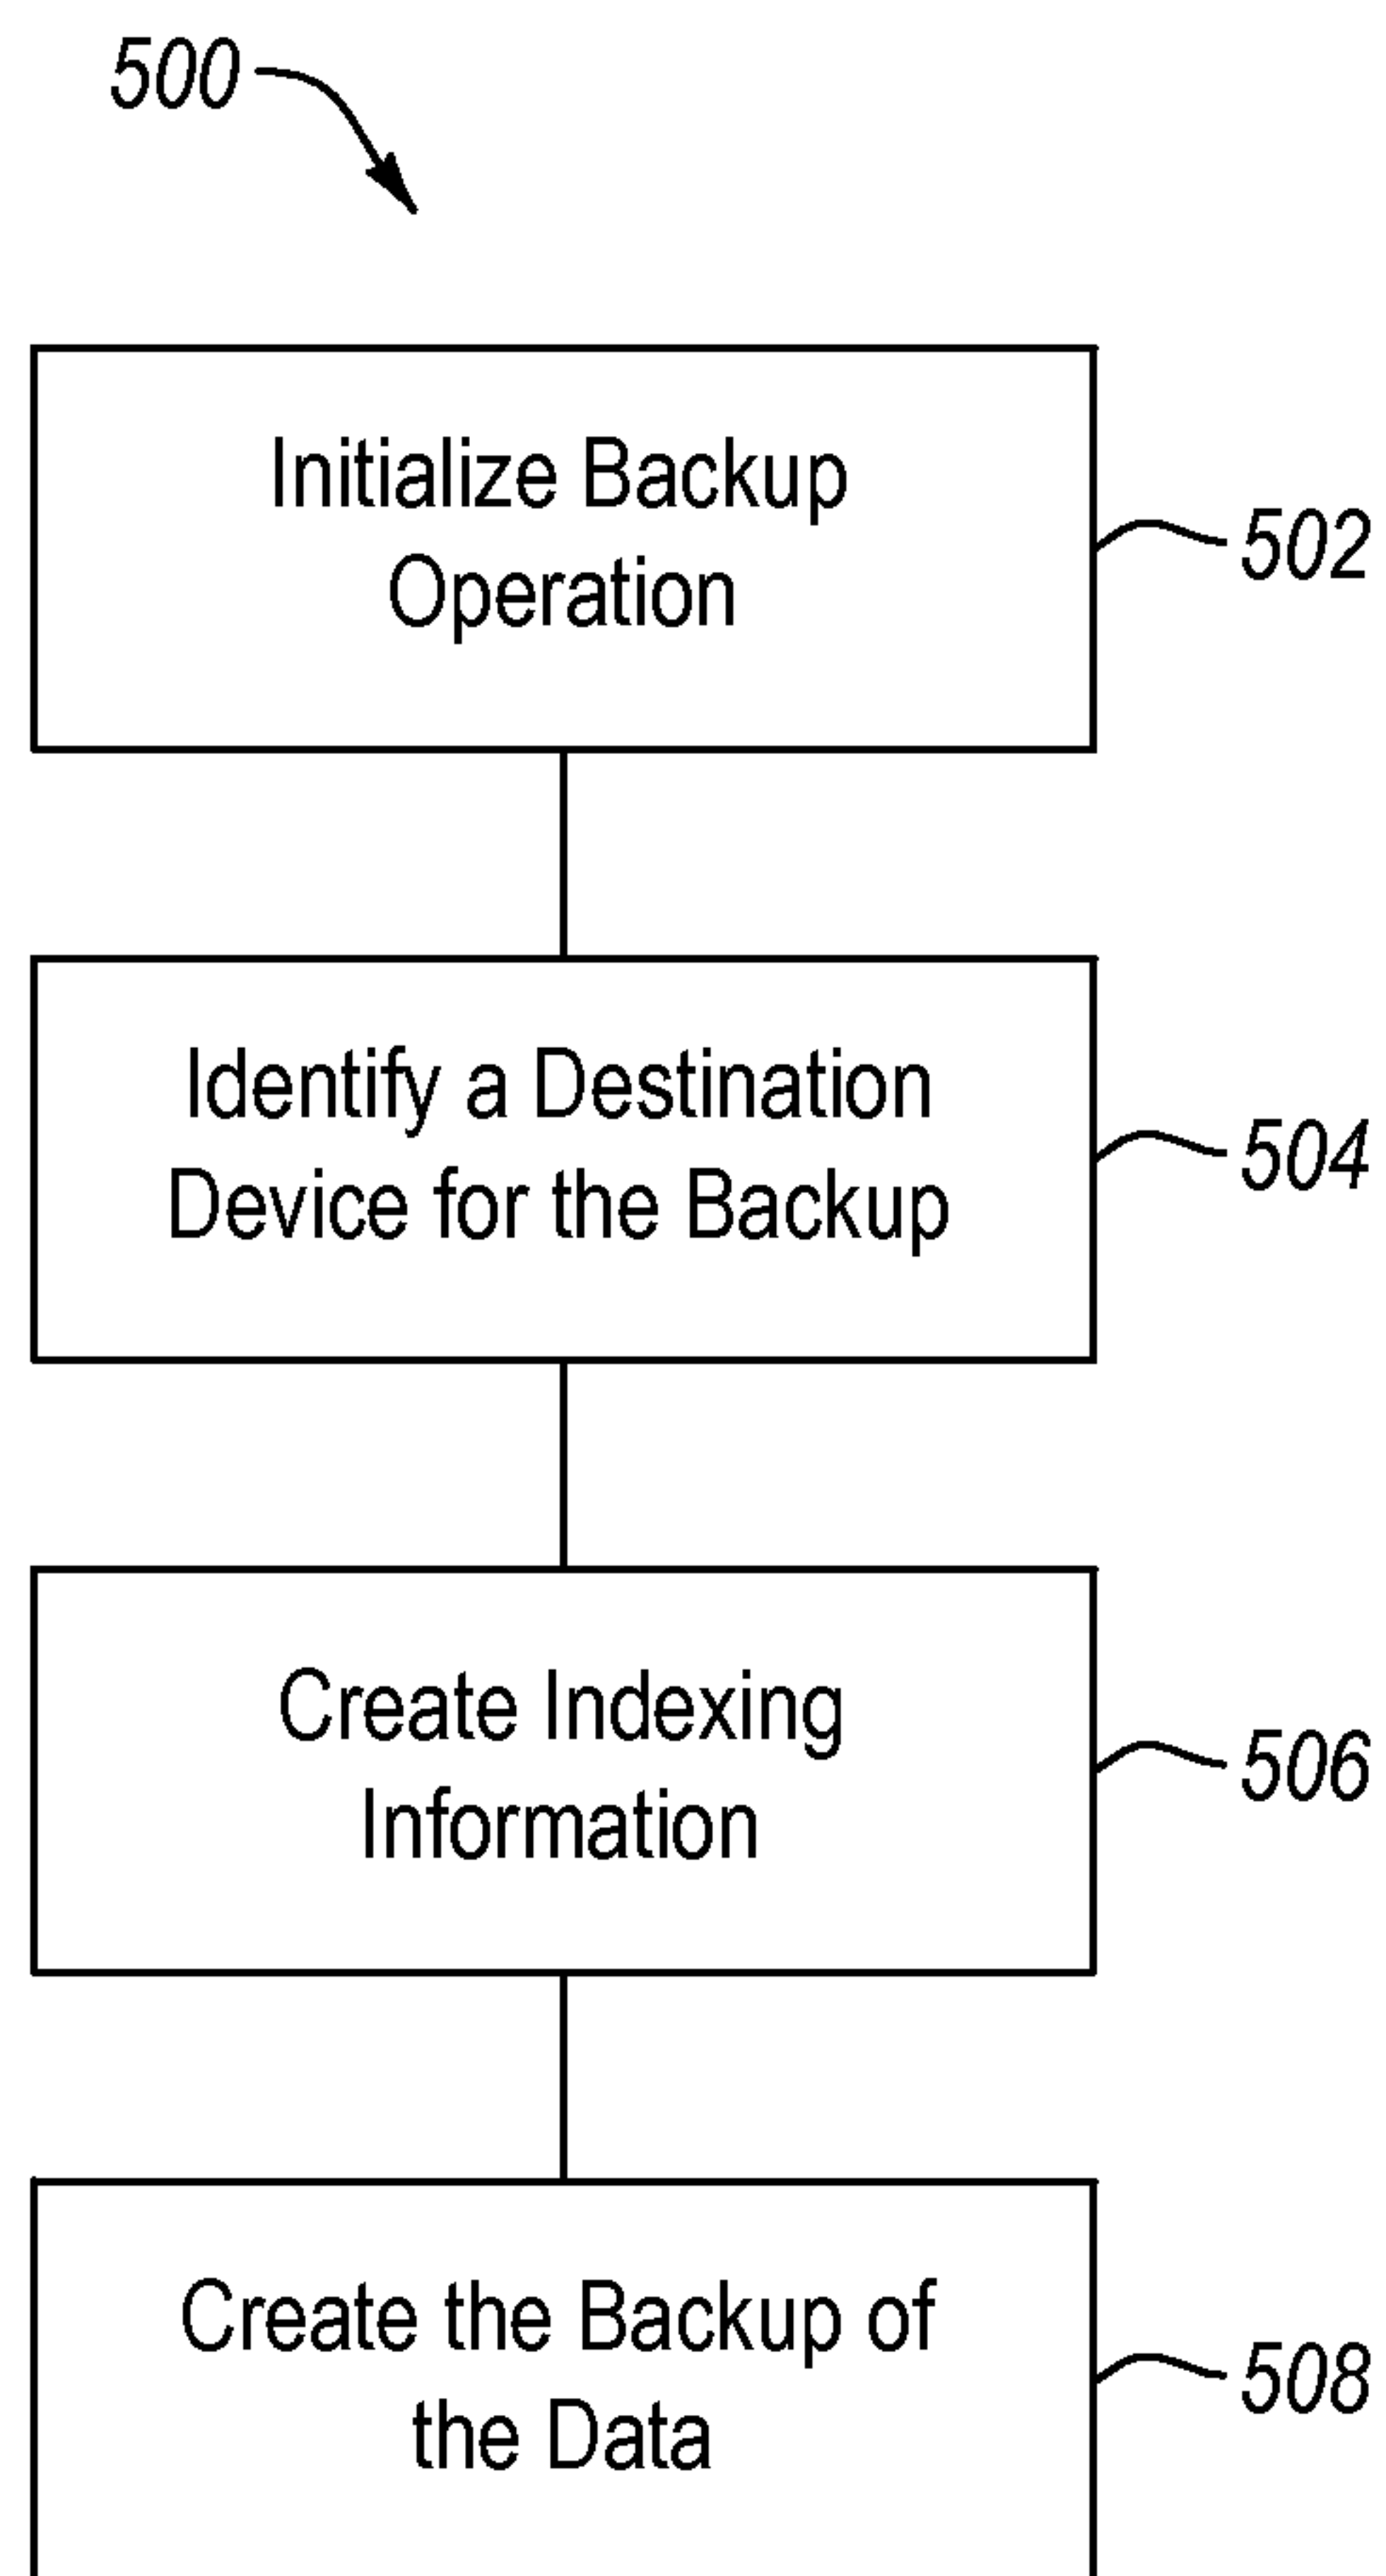 500
Initialize Backup
Operation
502
Identify a Destination
Device for the Backup
504
Create Indexing
Information
506
Create the Backup of
the Data
508